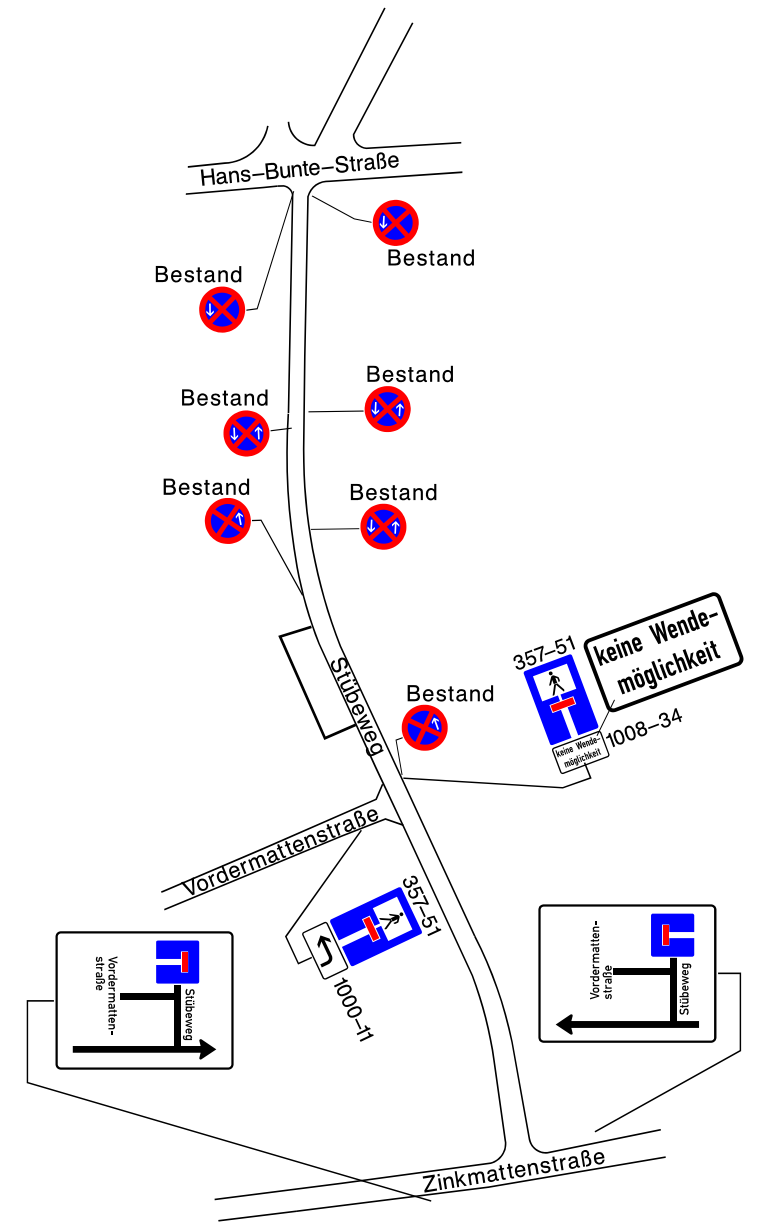 Hans–Bunte–Straße
Bestand
Bestand
Bestand
Bestand
Bestand
Bestand
Stübeweg
Bestand
357–51
keine Wende–
möglichkeit
keine Wende–
möglichkeit
1008–34
Vordermattenstraße
357–51
1000–11
Vordermatten–
straße
Stübeweg
Vordermatten–
straße
Stübeweg
Zinkmattenstraße